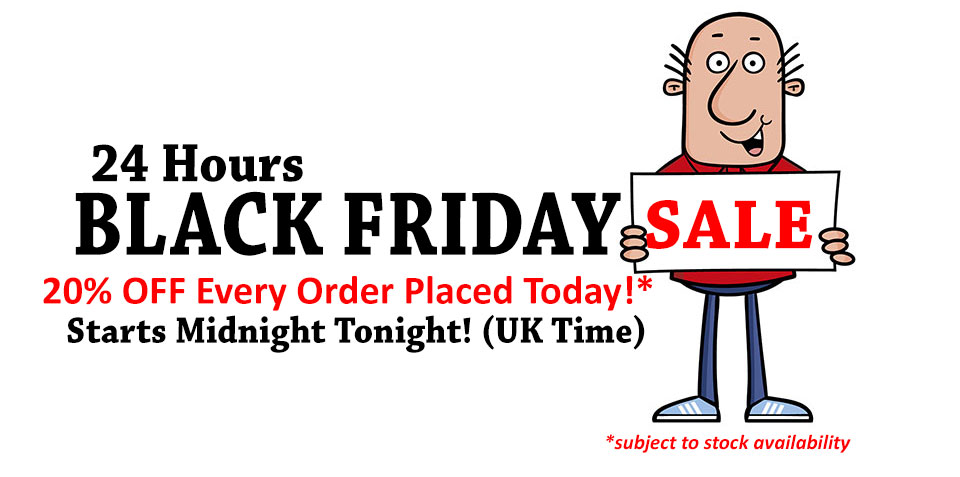 24 Hours
BLACK FRIDAY SALE
20% OFF Every Order Placed Today!*
Starts Midnight Tonight! (UK Time)
*subject to stock availability